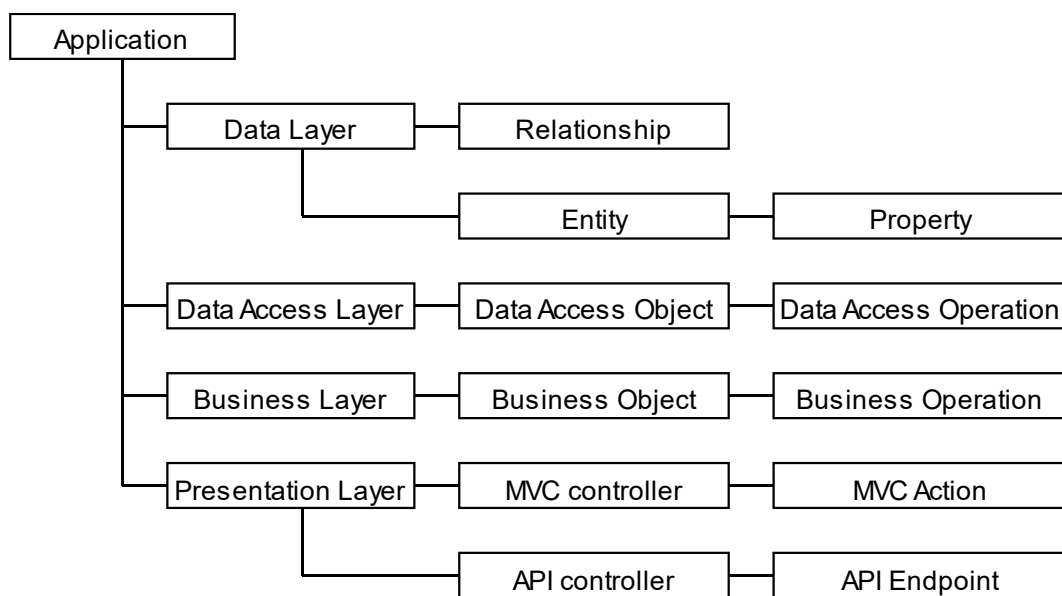 Application
Data Layer
Relationship
Entity
Property
Data Access Layer
Data Access Object
Data Access Operation
Business Layer
Business Object
Business Operation
Presentation Layer
MVC controller
MVC Action
API controller
API Endpoint